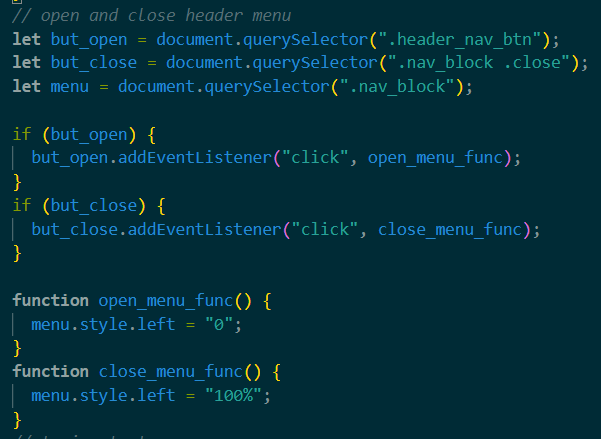 // open and close header menu
let but_open = document.querySelector(".header_nav_btn");
let but_close = document.querySelector(".nav_block .close");
let menu = document.querySelector(".nav_block");
if (but_open) {
but_open.addEventListener("click", open_menu_func);
}
if (but_close) {
but_close.addEventListener("click", close_menu_func);
}
function open_menu_func() {
menu.style.left = "0";
}
function close_menu_func() {
menu.style.left = "100%";
}